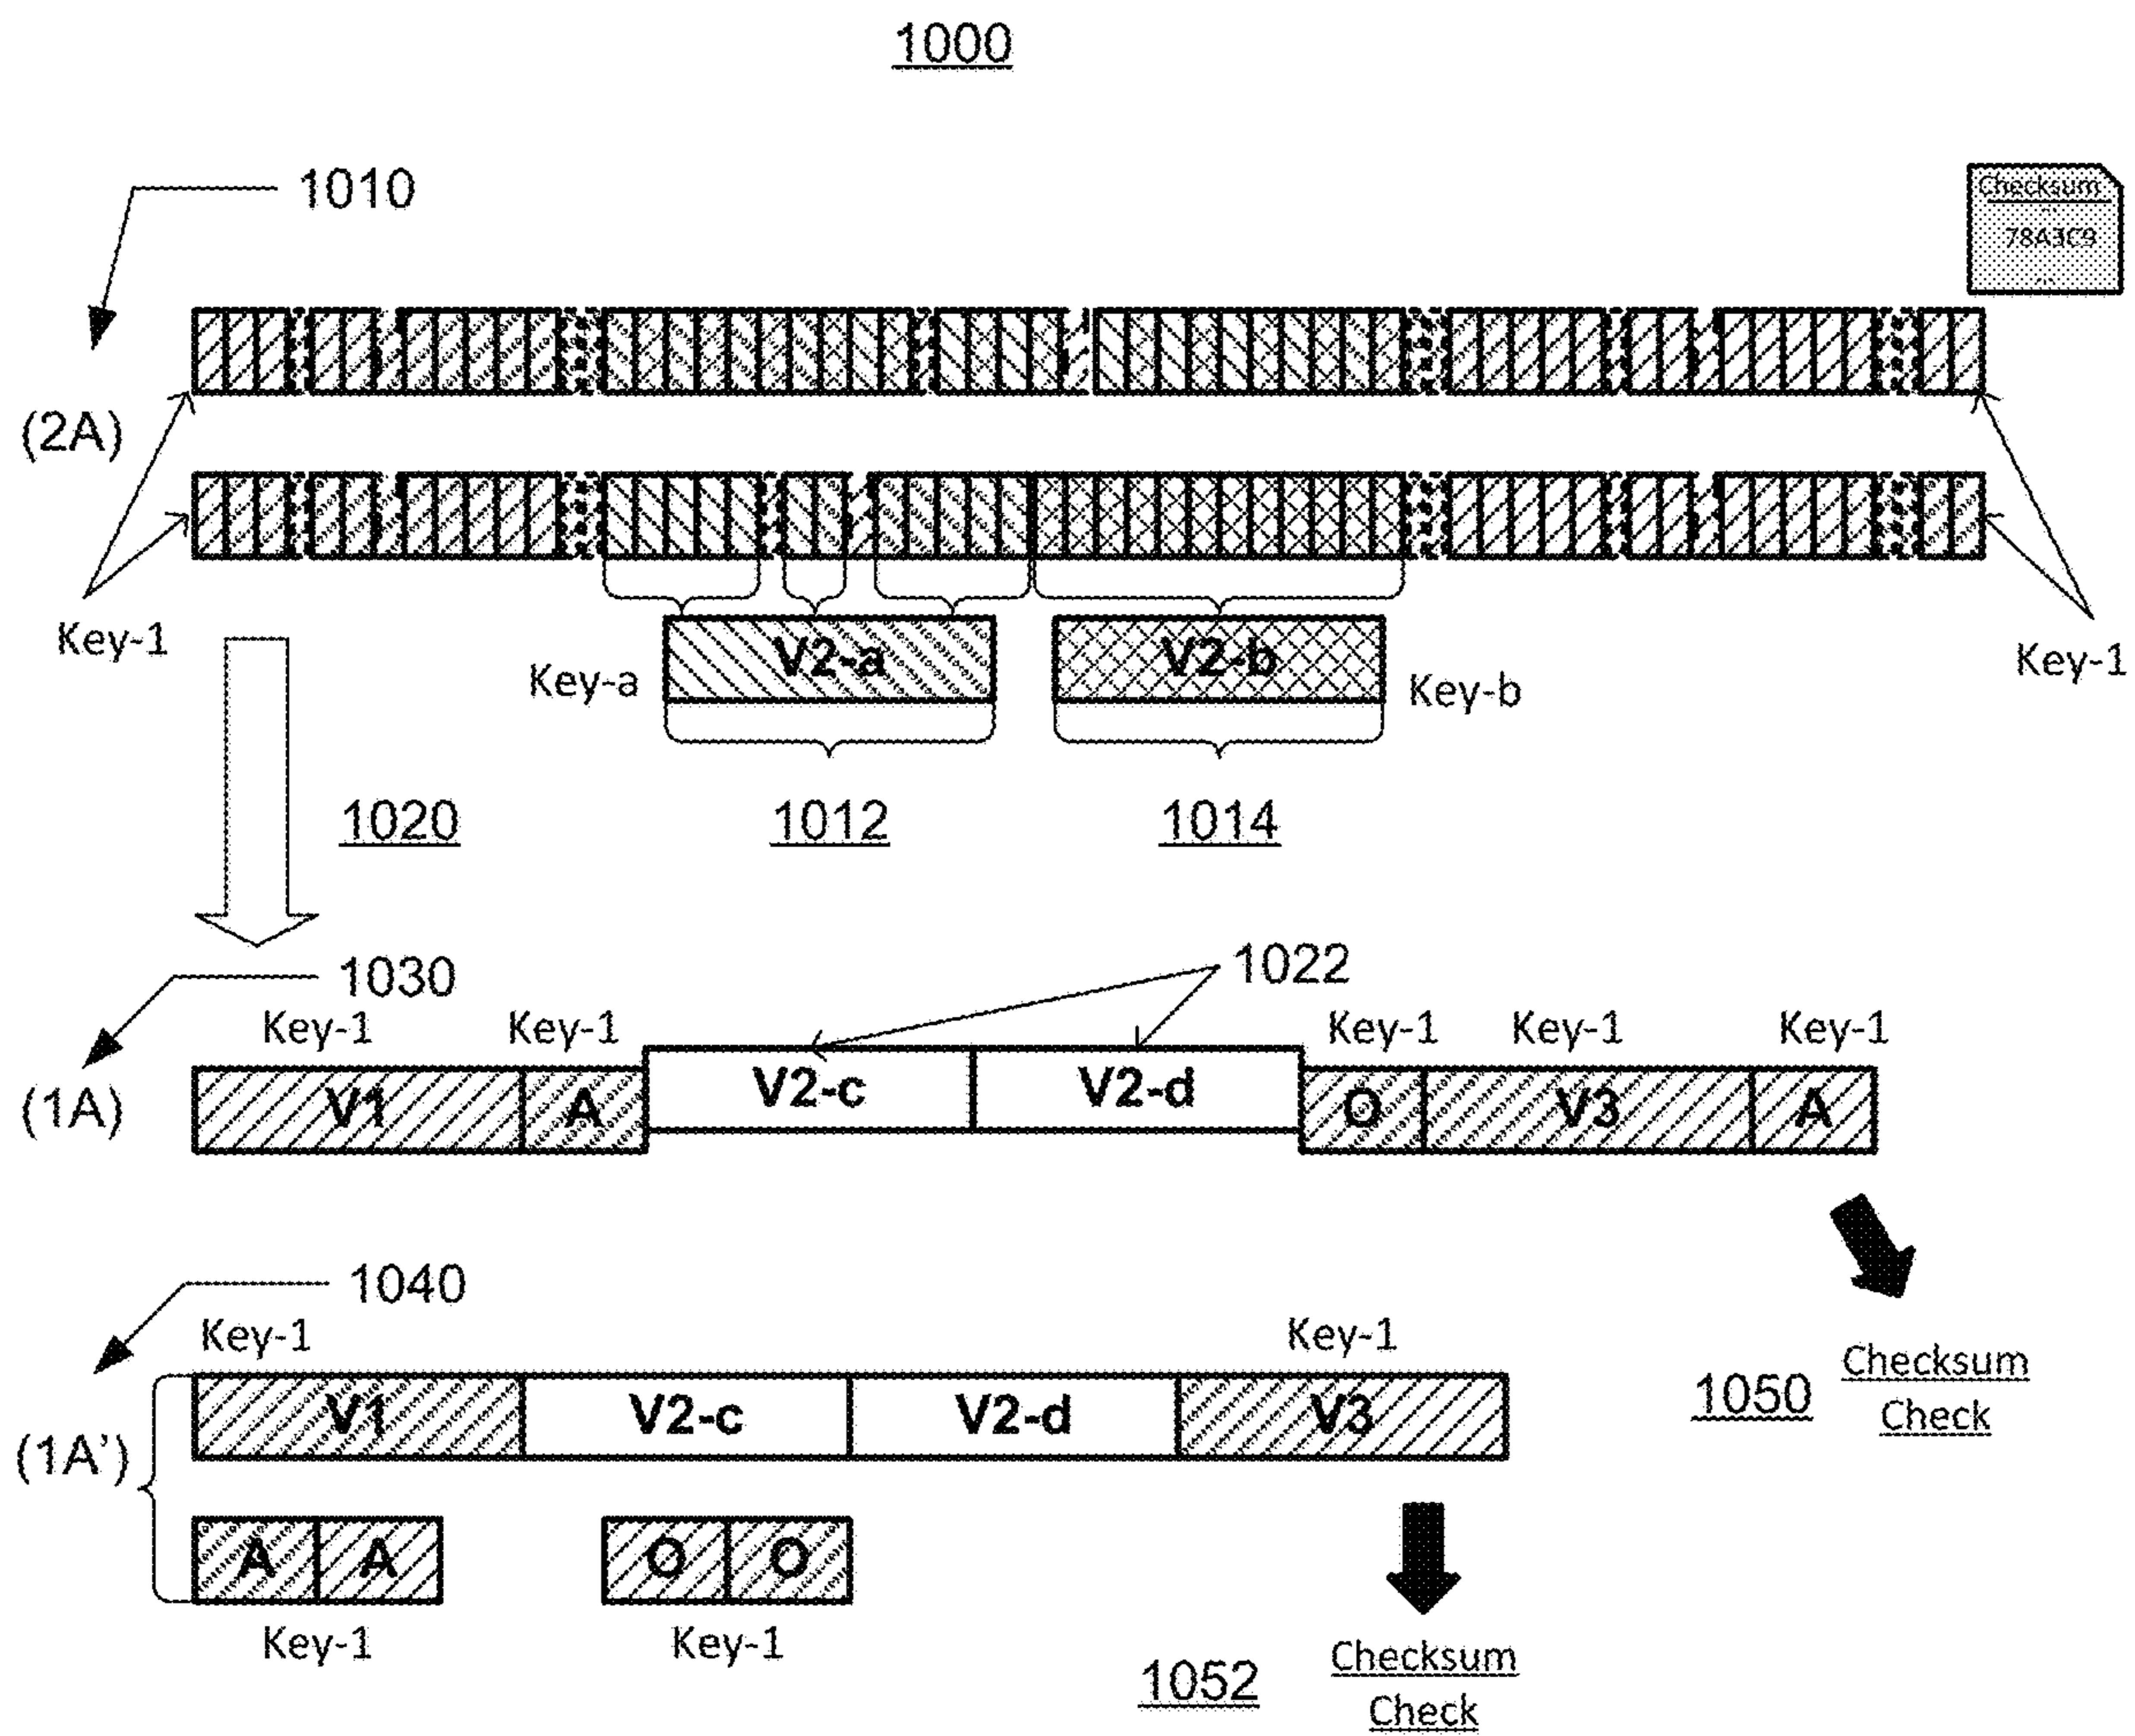 1000
1010
Checksum
...
78A3C9
...
(2A)
Key-1
Key-1
Key-a
V2-a
V2-b
Key-b
1020
1012
1014
1030
1022
Key-1
Key-1
Key-1
Key-1
Key-1
(1A)
V1
A
V2-c
V2-d
O
V3
A
1040
Key-1
Key-1
(1A')
V1
V2-c
V2-d
V3
1050
Checksum
Check
A
A
O
O
Key-1
Key-1
1052
Checksum
Check